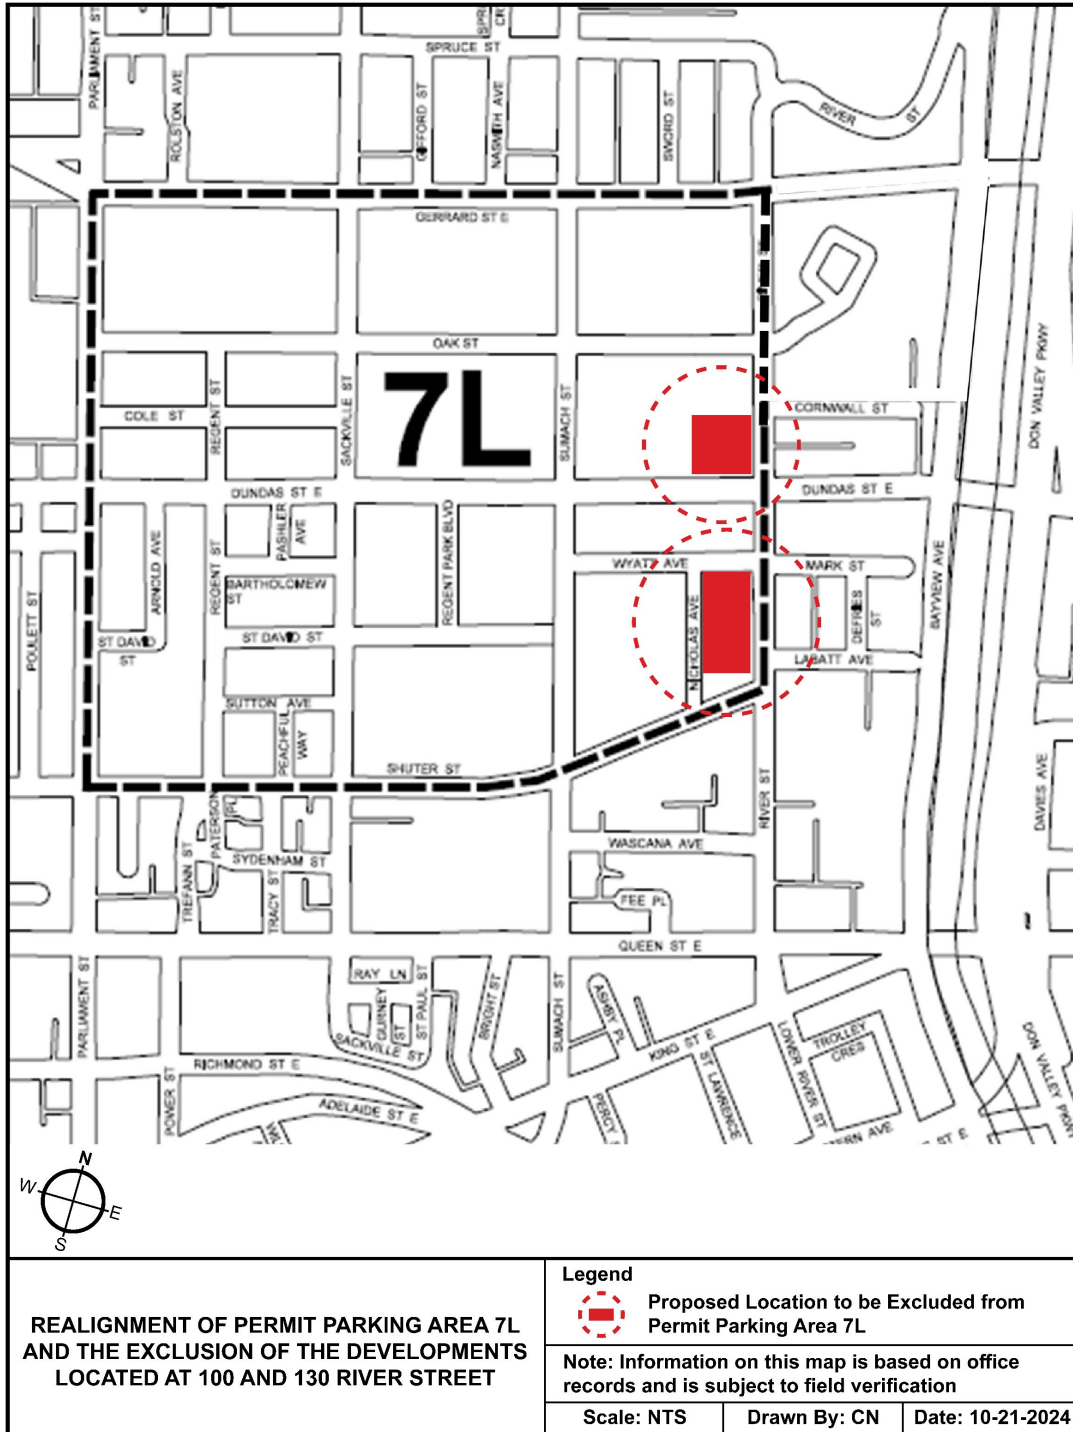 PARLIAMENT ST
ROLSTON AVE
SPRUCE ST
GIFFORD ST
NASMITH AVE
SWORD ST
RIVER ST
GERRARD ST E
OAK ST
7L
COLE ST
REGENT ST
SACKVILLE ST
SUMACH ST
CORNWALL ST
DON VALLEY PKWY
DUNDAS ST E
DUNDAS ST E
ARNOLD AVE
REGENT ST
PASHLER
AVE
REGENT PARK BLVD
WYATT AVE
MARK ST
BAYVIEW AVE
POULETT ST
BARTHOLOMEW
ST
NICHOLAS AVE
DEFRIES
ST
ST DAVID
ST
ST DAVID ST
LABATT AVE
SUTTON AVE
PEACHFUL
WAY
SHUTER ST
RIVER ST
DAVIES AVE
PATERSON
PL
TREFANN ST
SYDENHAM ST
TRACY ST
WASCANA AVE
FEE PL
QUEEN ST E
PARLIAMENT ST
RAY LN
GURNEY
ST
ST PAUL ST
SACKVILLE ST
BRIGHT ST
SUMACH ST
ASHBY PL
KING ST E
ST LAWRENCE
LOWER RIVER ST
TROLLEY
CRES
DON VALLEY PKWY
RICHMOND ST E
POWER ST
ADELAIDE ST E
PERCY
ERN AVE
ST E
N
W
E
S
REALIGNMENT OF PERMIT PARKING AREA 7L
AND THE EXCLUSION OF THE DEVELOPMENTS
LOCATED AT 100 AND 130 RIVER STREET
Legend
Proposed Location to be Excluded from
Permit Parking Area 7L
Note: Information on this map is based on office
records and is subject to field verification
Scale: NTS
Drawn By: CN
Date: 10-21-2024